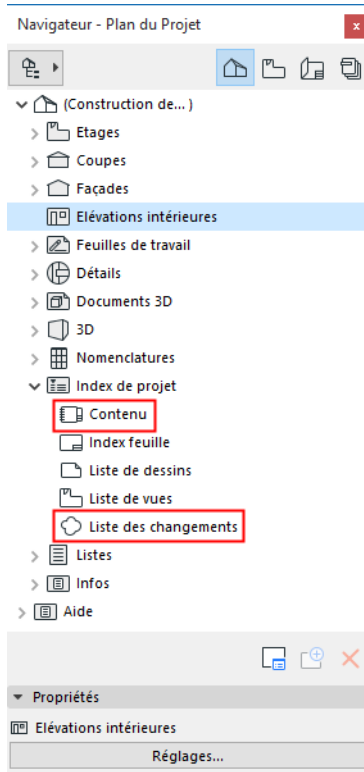 Navigateur - Plan du Projet
(Construction de... )
Etages
Coupes
Façades
Elévations intérieures
Feuilles de travail
Détails
Documents 3D
3D
Nomenclatures
Index de projet
Contenu
Index feuille
Liste de dessins
Liste de vues
Liste des changements
Listes
Infos
Aide
Propriétés
Elévations intérieures
Réglages...